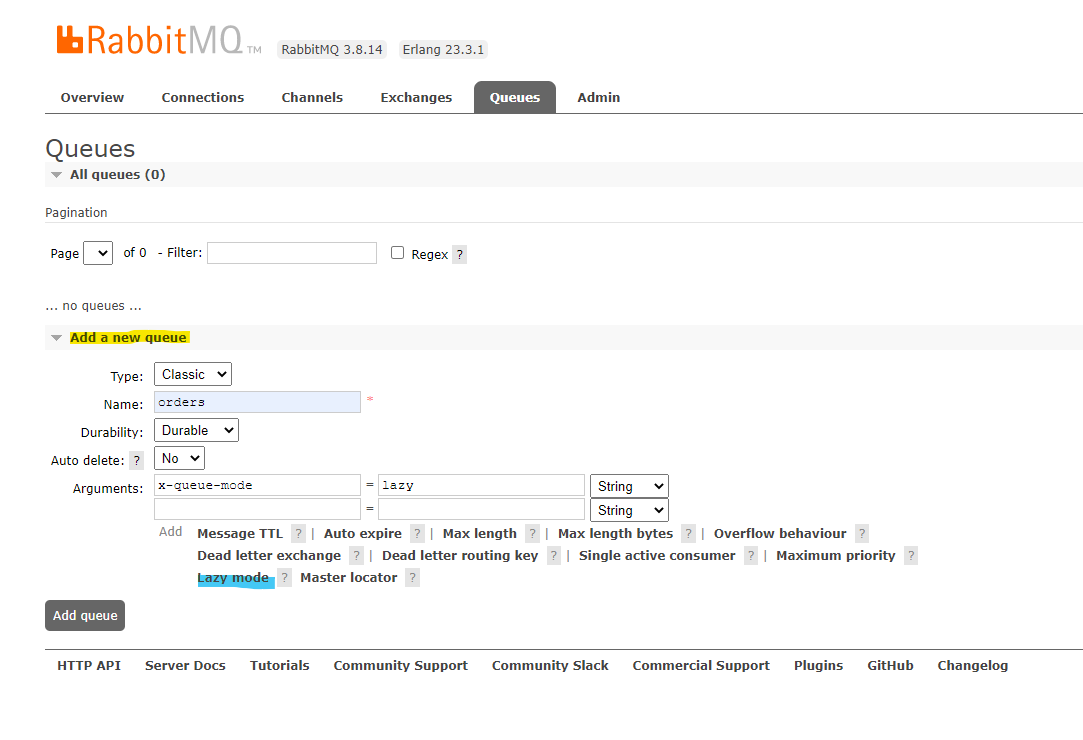 RabbitMQ TM RabbitMQ 3.8.14 Erlang 23.3.1
Overview Connections Channels Exchanges Queues Admin
Queues
All queues (0)
Pagination
Page of 0 - Filter: Regex ?
... no queues ...
Add a new queue
Type: Classic
Name: orders *
Durability: Durable
Auto delete: ? No
Arguments: x-queue-mode = lazy String
= String
Add Message TTL ? | Auto expire ? | Max length ? | Max length bytes ? | Overflow behaviour ?
Dead letter exchange ? | Dead letter routing key ? | Single active consumer ? | Maximum priority ?
Lazy mode ? Master locator ?
Add queue
HTTP API Server Docs Tutorials Community Support Community Slack Commercial Support Plugins GitHub Changelog